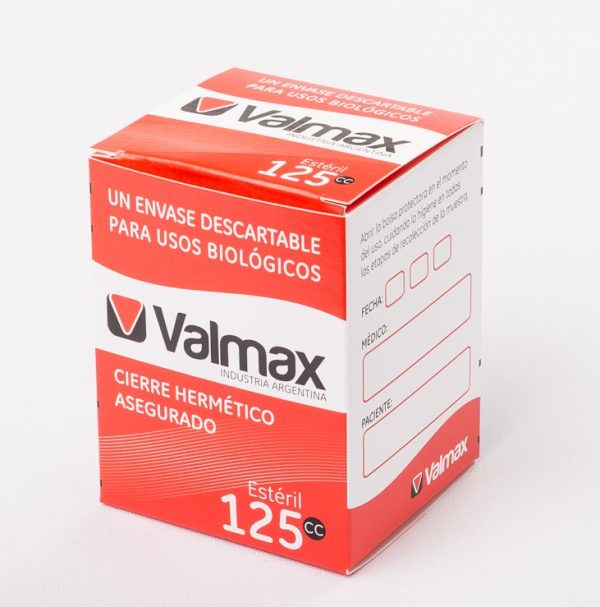 UN ENVASE DESCARTABLE
PARA USOS BIOLÓGICOS
Valmax
INDUSTRIA ARGENTINA
Estéril
125 CC
UN ENVASE DESCARTABLE
PARA USOS BIOLÓGICOS
Valmax
INDUSTRIA ARGENTINA
CIERRE HERMÉTICO
ASEGURADO
Estéril
125 CC
Abrir la bolsa protectora en el momento
del uso, cuidando la higiene en todas
las etapas de recolección de la muestra.
FECHA:
MÉDICO:
PACIENTE:
Valmax